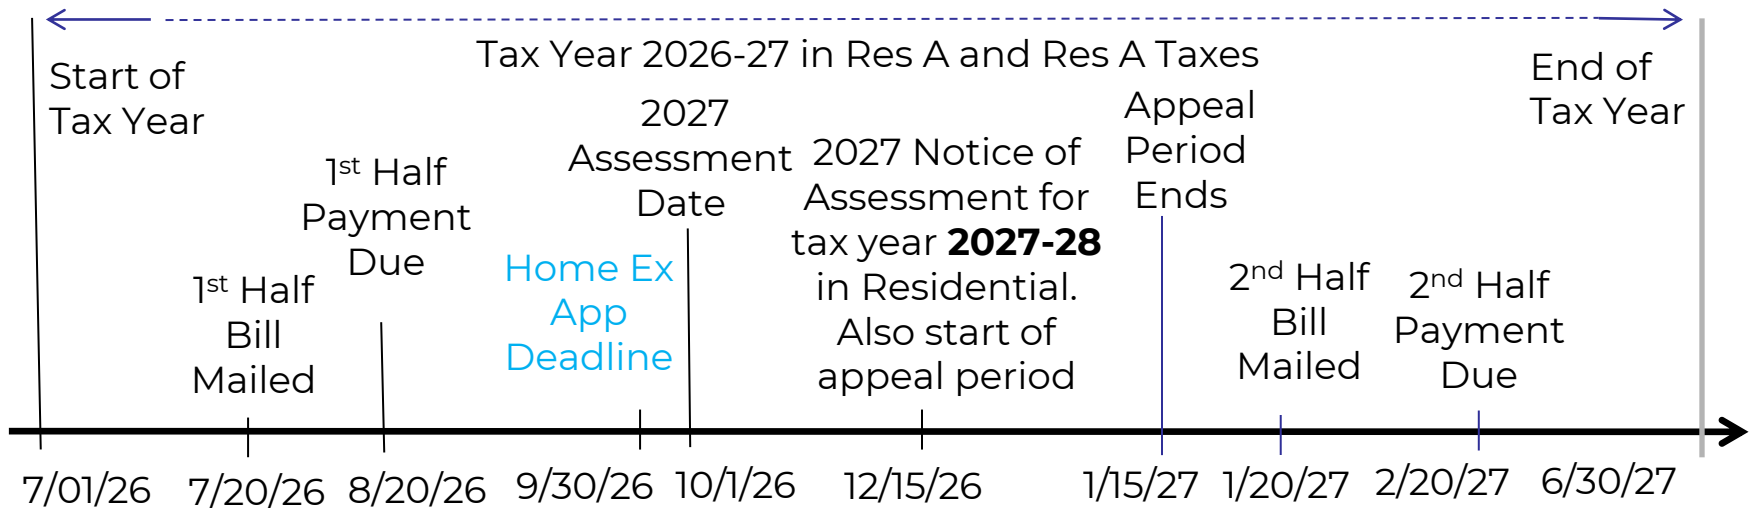 Tax Year 2026-27 in Res A and Res A Taxes
Start of
Tax Year
1st Half
Bill
Mailed
1st Half
Payment
Due
Home Ex
App
Deadline
2027
Assessment
Date
2027 Notice of
Assessment for
tax year 2027-28
in Residential.
Also start of
appeal period
Appeal
Period
Ends
2nd Half
Bill
Mailed
2nd Half
Payment
Due
End of
Tax Year
7/01/26
7/20/26
8/20/26
9/30/26
10/1/26
12/15/26
1/15/27
1/20/27
2/20/27
6/30/27